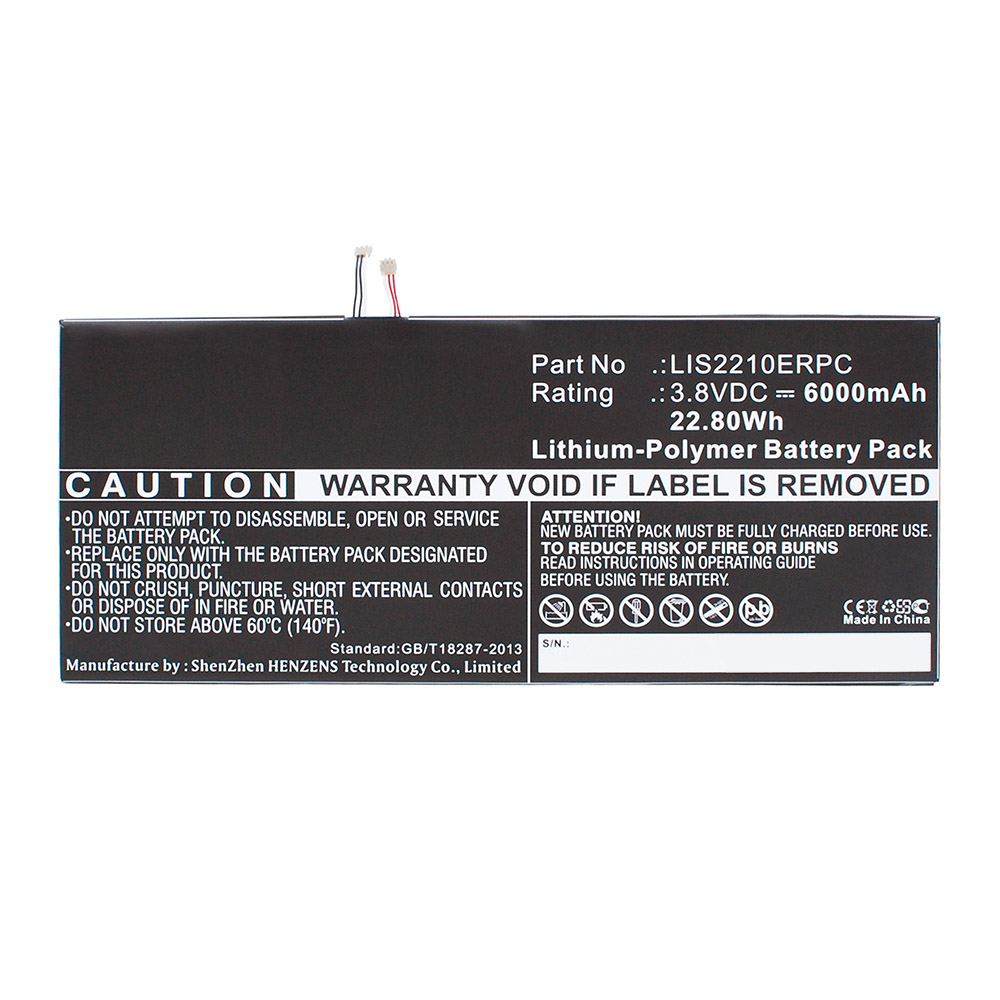 Part No .: LIS2210ERPC
Rating .: 3.8VDC ⎓ 6000mAh
22.80Wh
Lithium-Polymer Battery Pack
CAUTION WARRANTY VOID IF LABEL IS REMOVED
•DO NOT ATTEMPT TO DISASSEMBLE, OPEN OR SERVICE
THE BATTERY PACK.
•REPLACE ONLY WITH THE BATTERY PACK DESIGNATED
FOR THIS PRODUCT.
•DO NOT CRUSH, PUNCTURE, SHORT EXTERNAL CONTACTS
OR DISPOSE OF IN FIRE OR WATER.
•DO NOT STORE ABOVE 60°C (140°F).
Standard:GB/T18287-2013
Manufacture by : ShenZhen HENZENS Technology Co., Limited
ATTENTION!
NEW BATTERY PACK MUST BE FULLY CHARGED BEFORE USE.
TO REDUCE RISK OF FIRE OR BURNS
READ INSTRUCTIONS IN OPERATING GUIDE
BEFORE USING THE BATTERY.
Pb
CE
Made In China
S/N.: